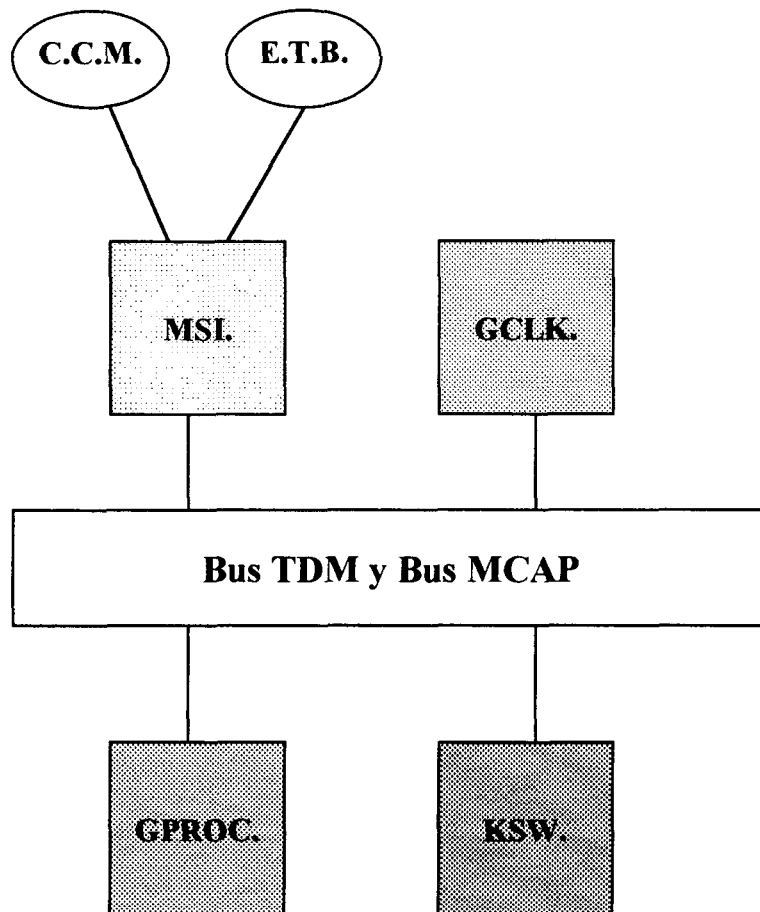 C.C.M.
E.T.B.
MSI.
GCLK.
Bus TDM y Bus MCAP
GPROC.
KSW.